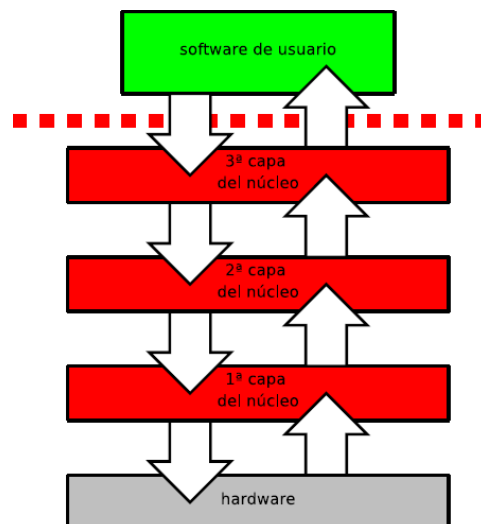 software de usuario
3ª capa
del núcleo
2ª capa
del núcleo
1ª capa
del núcleo
hardware